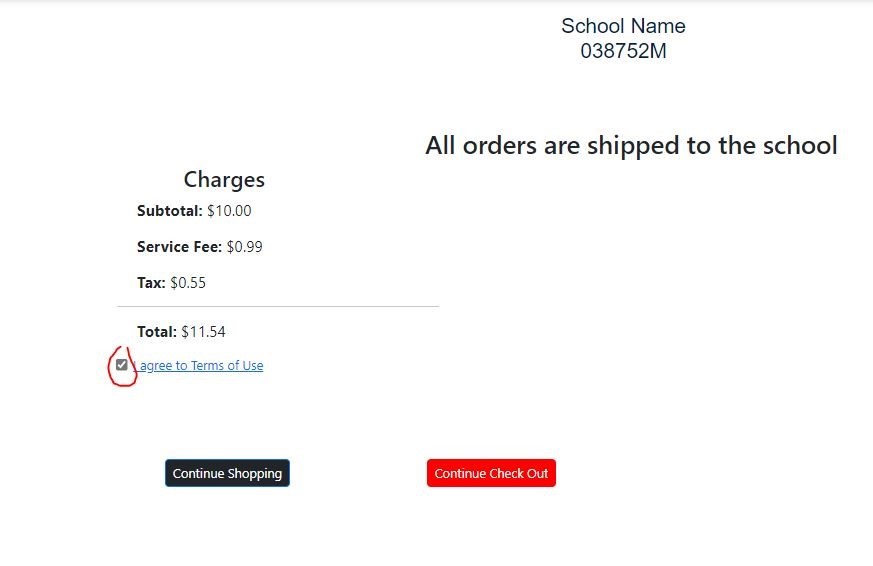 School Name
038752M
All orders are shipped to the school
Charges
Subtotal: $10.00
Service Fee: $0.99
Tax: $0.55
Total: $11.54
I agree to Terms of Use
Continue Shopping
Continue Check Out